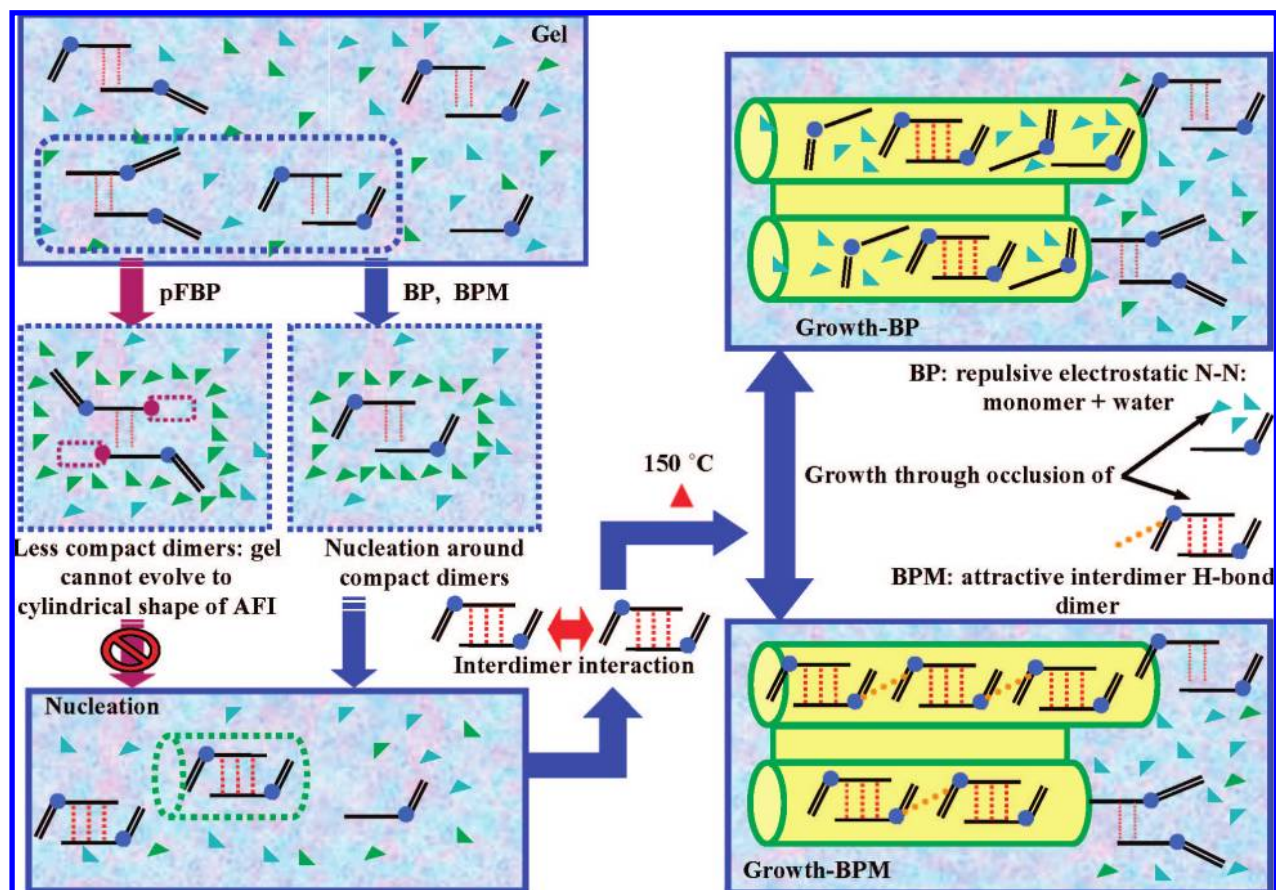 Gel
pFBP
BP, BPM
Less compact dimers: gel
cannot evolve to
cylindrical shape of AFI
Nucleation around
compact dimers
Nucleation
Interdimer interaction
150 °C
Growth-BP
BP: repulsive electrostatic N-N:
monomer + water
Growth through occlusion of
BPM: attractive interdimer H-bond
dimer
Growth-BPM